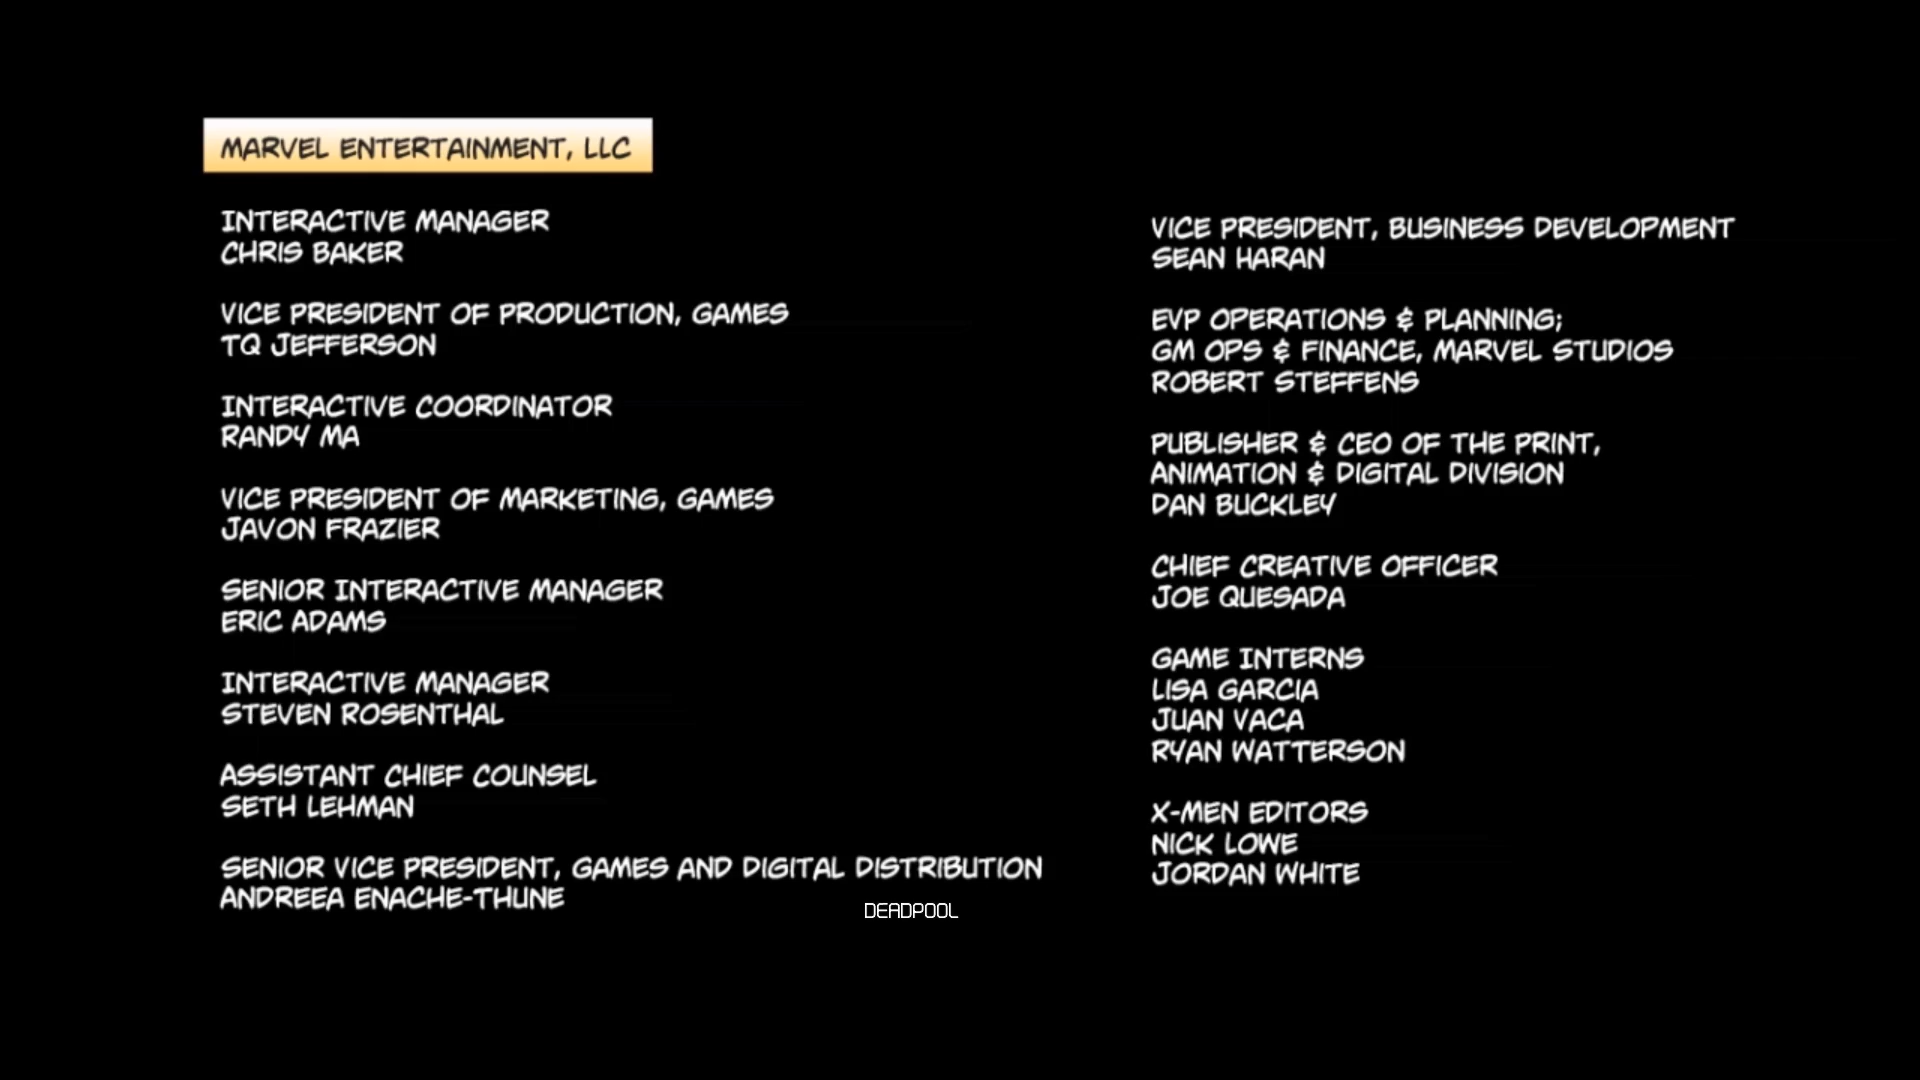 MARVEL ENTERTAINMENT, LLC
INTERACTIVE MANAGER
CHRIS BAKER
VICE PRESIDENT OF PRODUCTION, GAMES
TQ JEFFERSON
INTERACTIVE COORDINATOR
RANDY MA
VICE PRESIDENT OF MARKETING, GAMES
JAVON FRAZIER
SENIOR INTERACTIVE MANAGER
ERIC ADAMS
INTERACTIVE MANAGER
STEVEN ROSENTHAL
ASSISTANT CHIEF COUNSEL
SETH LEHMAN
SENIOR VICE PRESIDENT, GAMES AND DIGITAL DISTRIBUTION
ANDREEA ENACHE-THUNE
VICE PRESIDENT, BUSINESS DEVELOPMENT
SEAN HARAN
EVP OPERATIONS & PLANNING;
GM OPS & FINANCE, MARVEL STUDIOS
ROBERT STEFFENS
PUBLISHER & CEO OF THE PRINT,
ANIMATION & DIGITAL DIVISION
DAN BUCKLEY
CHIEF CREATIVE OFFICER
JOE QUESADA
GAME INTERNS
LISA GARCIA
JUAN VACA
RYAN WATTERSON
X-MEN EDITORS
NICK LOWE
JORDAN WHITE
DEADPOOL